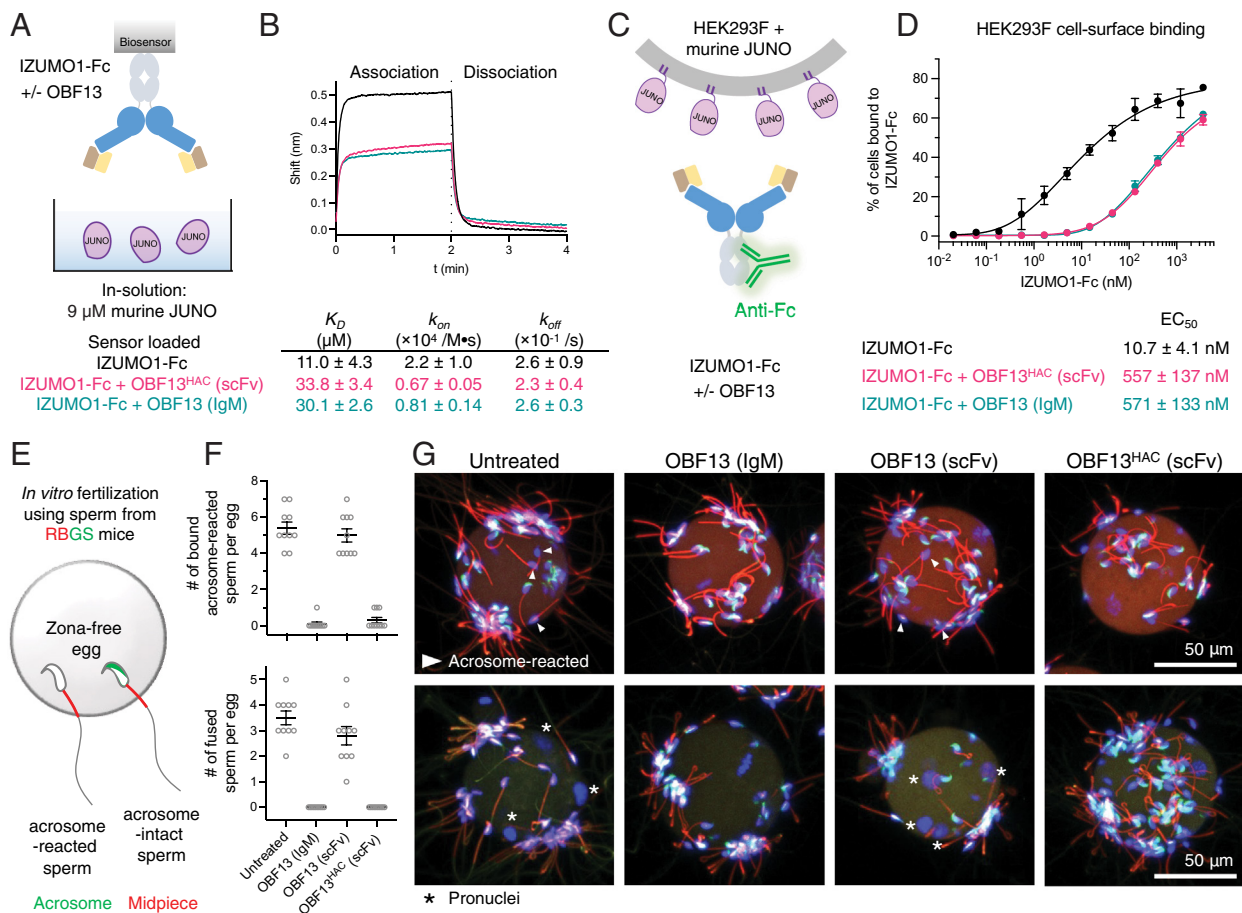 A
Biosensor
IZUMO1-Fc
+/- OBF13
JUNO
JUNO
JUNO
In-solution:
9 µM murine JUNO
B
Association
Dissociation
Shift (nm)
0.5
0.4
0.3
0.2
0.1
0.0
0 1 2 3 4
t (min)
K_D k_on k_off
(µM) (×10⁴ /M•s) (×10⁻¹ /s)
Sensor loaded
IZUMO1-Fc 11.0 ± 4.3 2.2 ± 1.0 2.6 ± 0.9
IZUMO1-Fc + OBF13ᴴᴬᶜ (scFv) 33.8 ± 3.4 0.67 ± 0.05 2.3 ± 0.4
IZUMO1-Fc + OBF13 (IgM) 30.1 ± 2.6 0.81 ± 0.14 2.6 ± 0.3
C
HEK293F +
murine JUNO
JUNO
JUNO
JUNO
JUNO
Anti-Fc
IZUMO1-Fc
+/- OBF13
D
HEK293F cell-surface binding
% of cells bound to
IZUMO1-Fc
80
60
40
20
0
10⁻² 10⁻¹ 10⁰ 10¹ 10² 10³
IZUMO1-Fc (nM)
EC₅₀
IZUMO1-Fc 10.7 ± 4.1 nM
IZUMO1-Fc + OBF13ᴴᴬᶜ (scFv) 557 ± 137 nM
IZUMO1-Fc + OBF13 (IgM) 571 ± 133 nM
E
In vitro fertilization
using sperm from
RBGS mice
Zona-free
egg
acrosome
-reacted
sperm
acrosome
-intact
sperm
Acrosome Midpiece
F
# of bound
acrosome-reacted
sperm per egg
8
6
4
2
0
# of fused
sperm per egg
5
4
3
2
1
0
Untreated
OBF13 (IgM)
OBF13 (scFv)
OBF13ᴴᴬᶜ (scFv)
G
Untreated OBF13 (IgM) OBF13 (scFv) OBF13ᴴᴬᶜ (scFv)
Acrosome-reacted
50 µm
* * *
* * * *
50 µm
* Pronuclei